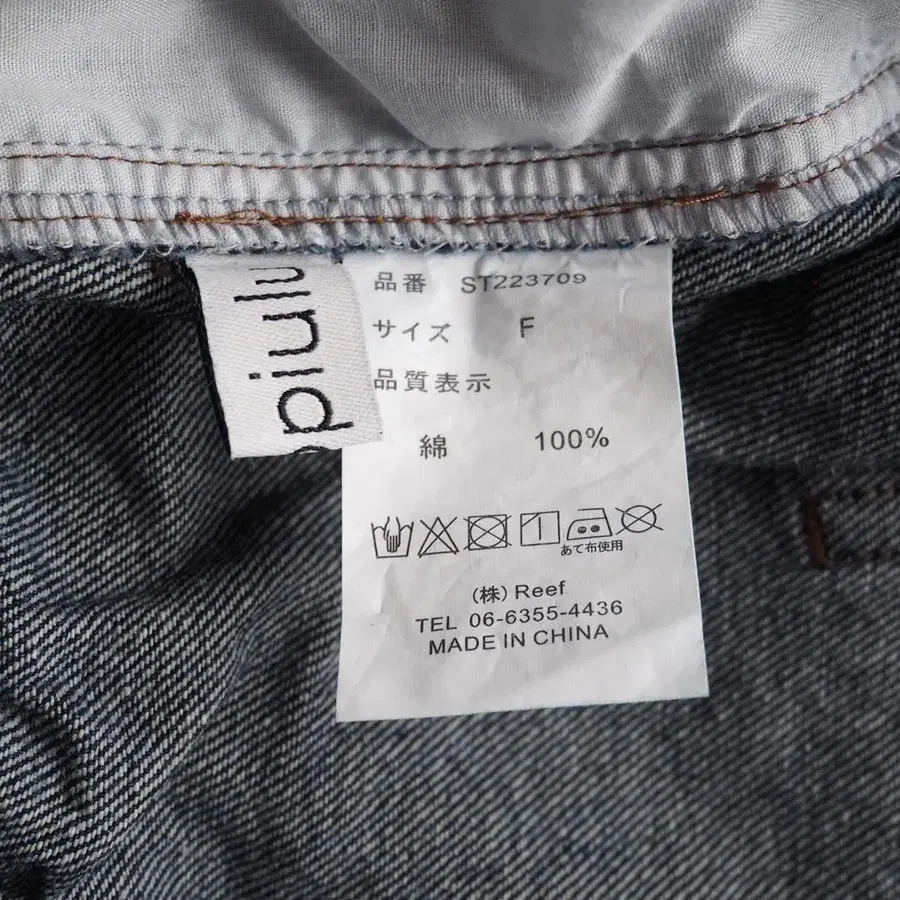 piulu
品番 ST223709
サイズ F
品質表示
綿 100%
あて布使用
(株) Reef
TEL 06-6355-4436
MADE IN CHINA